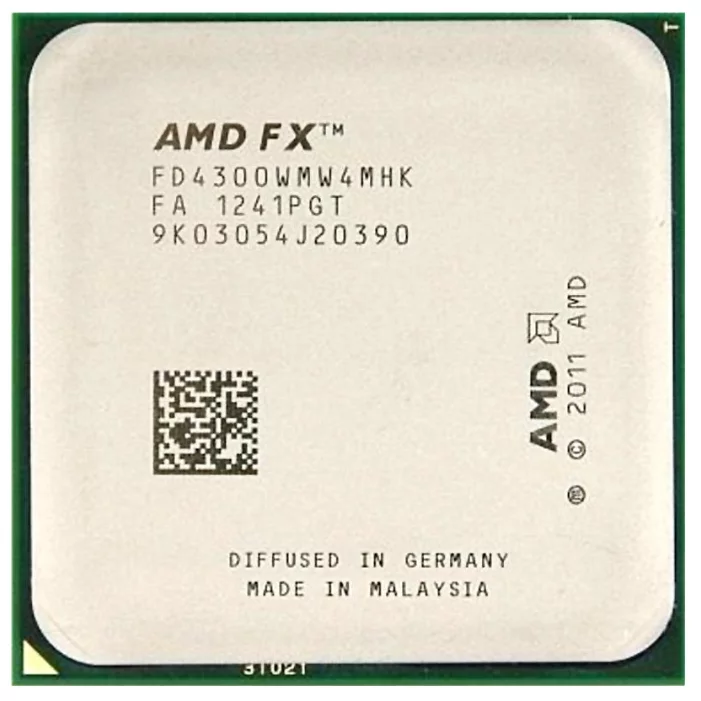 AMD FX™
FD4300WMW4MHK
FA 1241PGT
9K03054J20390
AMD
Ⓜ © 2011 AMD
DIFFUSED IN GERMANY
MADE IN MALAYSIA
31021
T